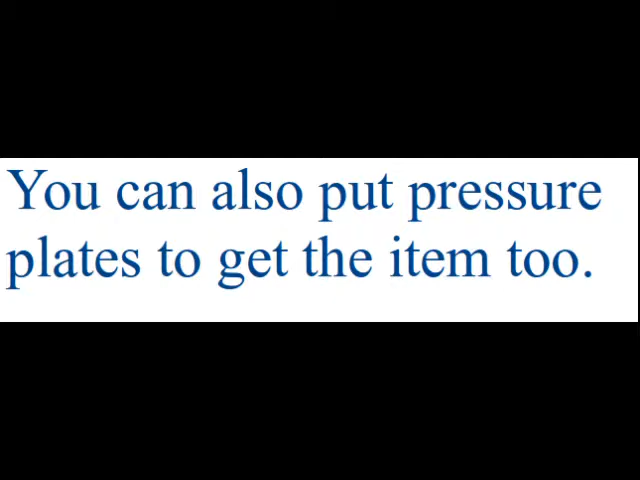 You can also put pressure
plates to get the item too.